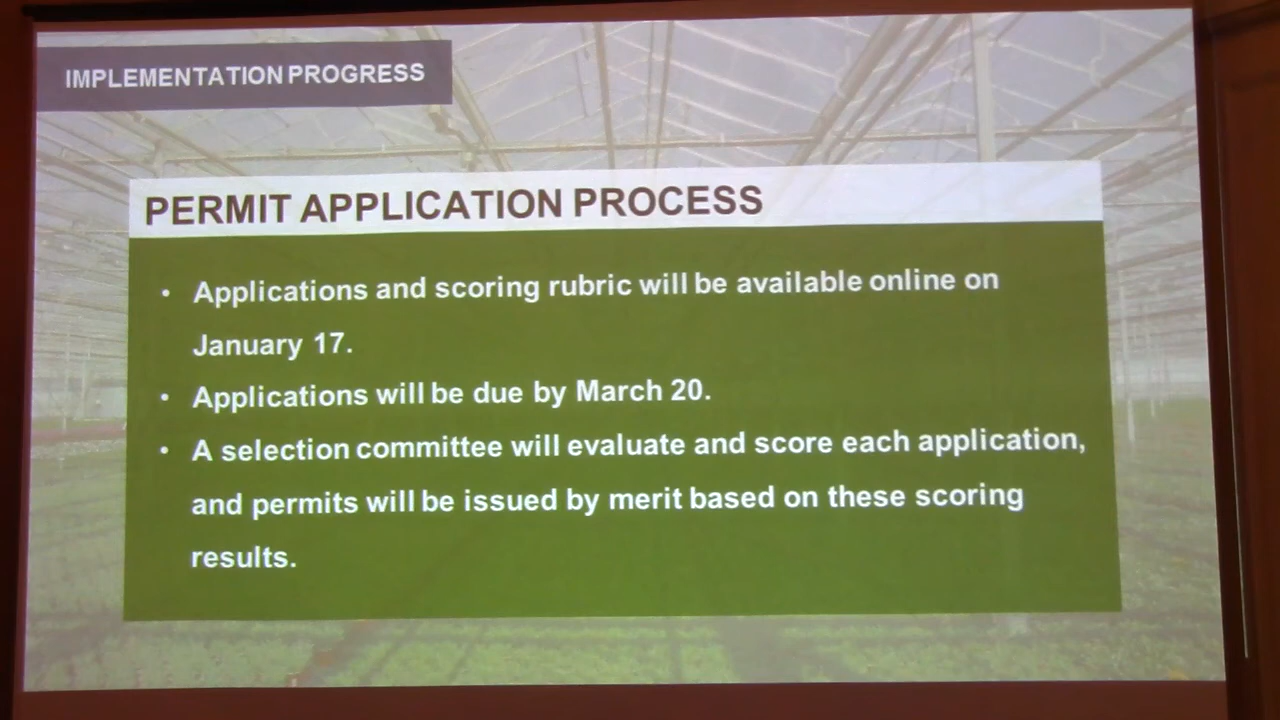 IMPLEMENTATION PROGRESS
PERMIT APPLICATION PROCESS
• Applications and scoring rubric will be available online on
January 17.
• Applications will be due by March 20.
• A selection committee will evaluate and score each application,
and permits will be issued by merit based on these scoring
results.